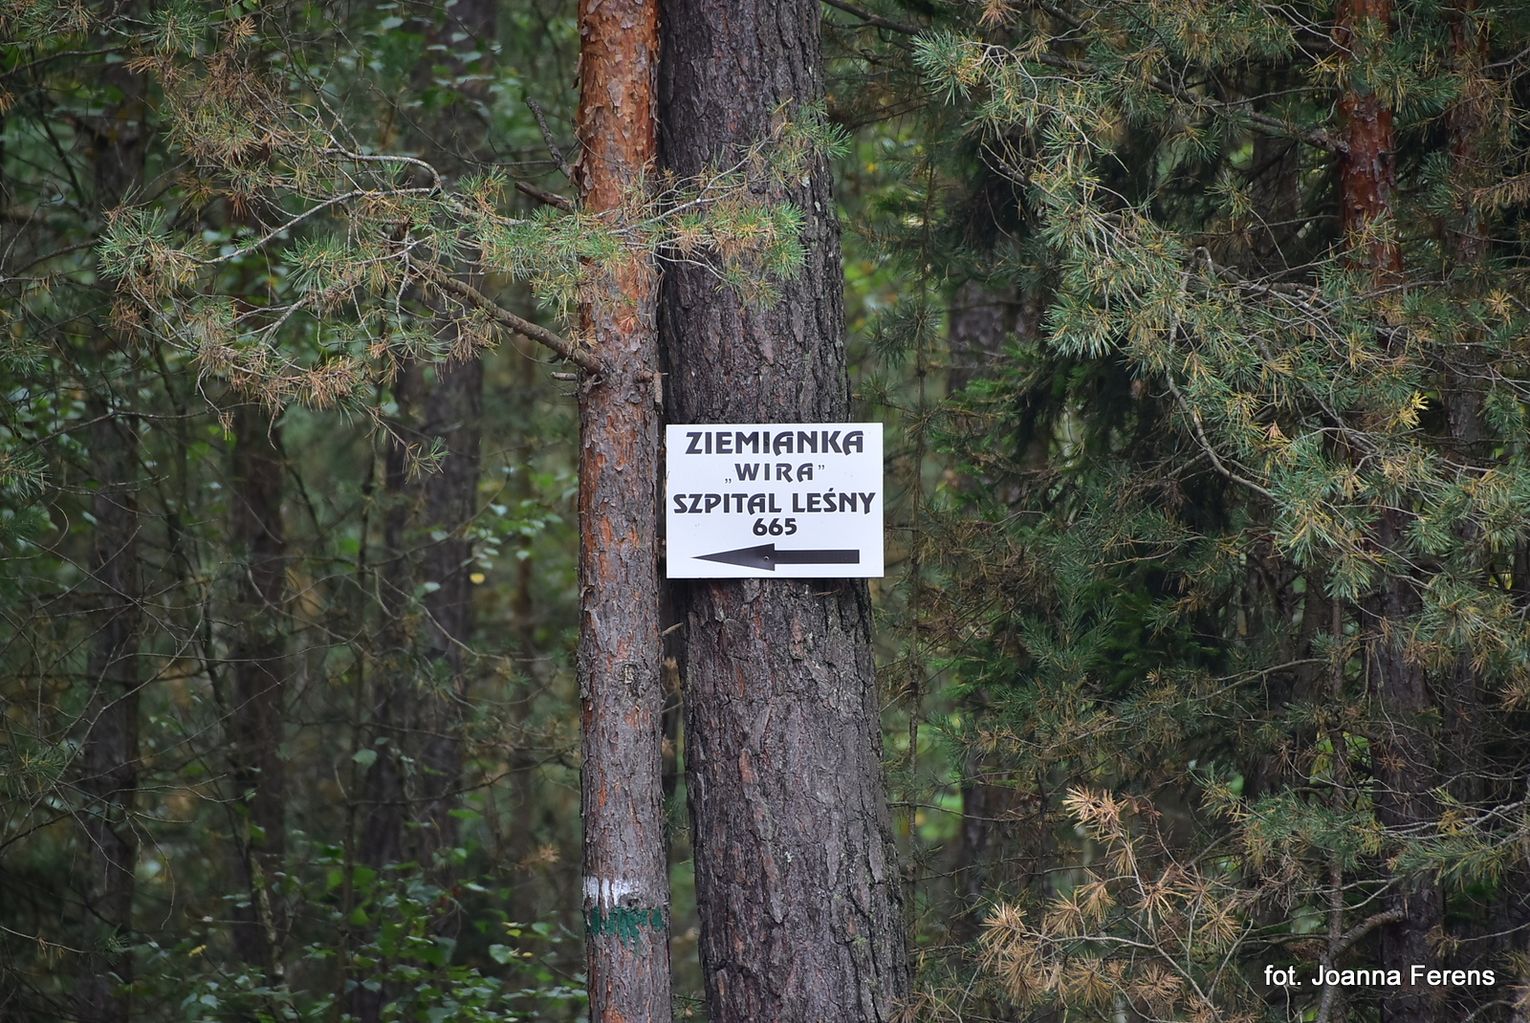 ZIEMIANKA
„WIRA”
SZPITAL LEŚNY
665
fot. Joanna Ferens